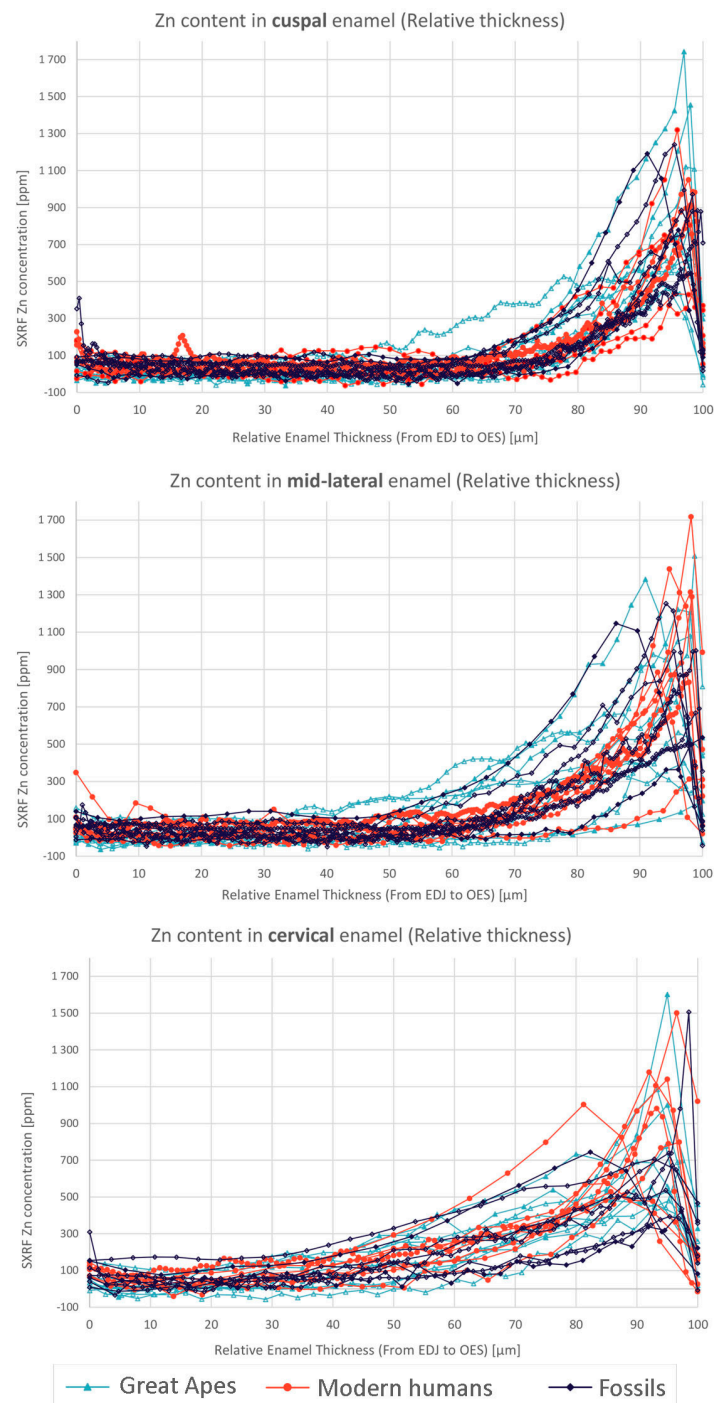 Zn content in cuspal enamel (Relative thickness)
SXRF Zn concentration [ppm]
1 700
1 500
1 300
1 100
900
700
500
300
100
-100
0 10 20 30 40 50 60 70 80 90 100
Relative Enamel Thickness (From EDJ to OES) [µm]
Zn content in mid-lateral enamel (Relative thickness)
SXRF Zn concentration [ppm]
1 700
1 500
1 300
1 100
900
700
500
300
100
-100
0 10 20 30 40 50 60 70 80 90 100
Relative Enamel Thickness (From EDJ to OES) [µm]
Zn content in cervical enamel (Relative thickness)
SXRF Zn concentration [ppm]
1 700
1 500
1 300
1 100
900
700
500
300
100
-100
0 10 20 30 40 50 60 70 80 90 100
Relative Enamel Thickness (From EDJ to OES) [µm]
Great Apes Modern humans Fossils